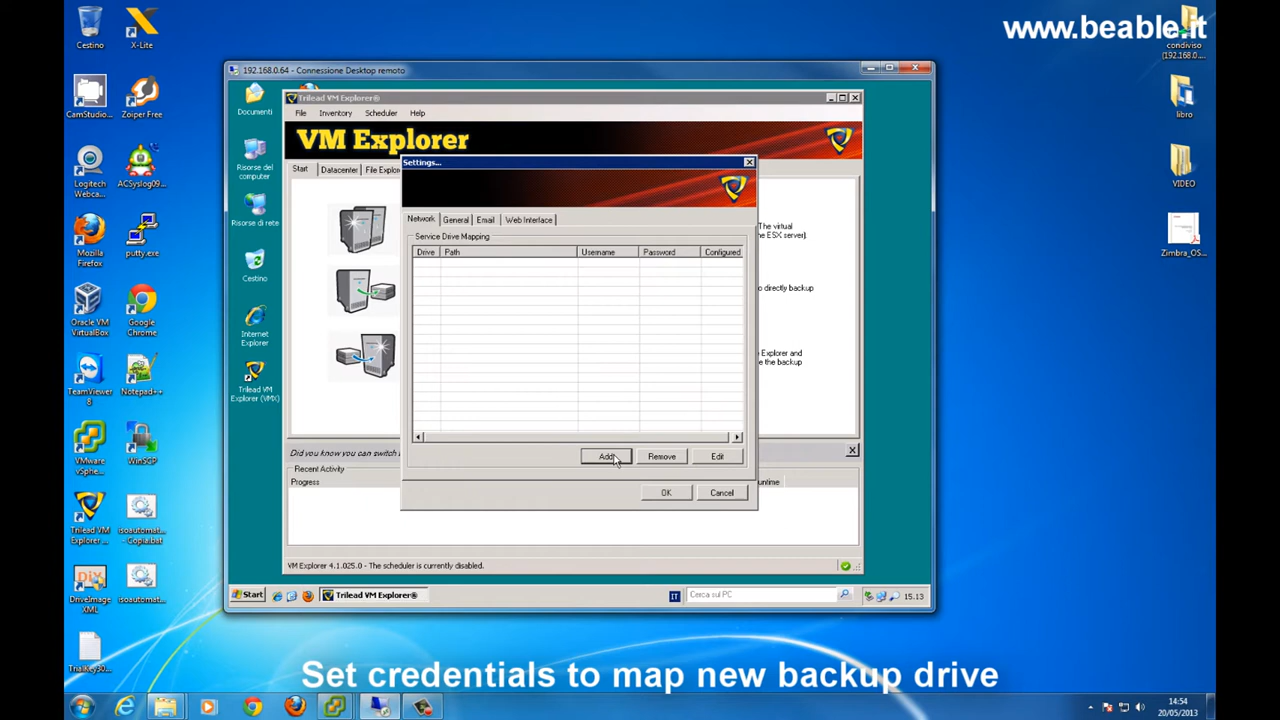 www.beable.it
Cestino
X-Lite
condiviso
(192.168.0....
CamStudio...
Zoiper Free
libro
Logitech
Webca...
ACSyslog09...
VIDEO
Mozilla
Firefox
putty.exe
Zimbra_OS...
Oracle VM
VirtualBox
Google
Chrome
TeamViewer
8
Notepad++
VMware
vSphe...
WinSCP
Trilead VM
Explorer ...
isoautomat...
- Copia.bat
DriveImage
XML
isoautomat...
TrialKey30...
192.168.0.64 - Connessione Desktop remoto
Documenti
Risorse del
computer
Risorse di rete
Cestino
Internet
Explorer
Trilead VM
Explorer (VMX)
Trilead VM Explorer®
File Inventory Scheduler Help
VM Explorer
Start Datacenter File Explo
The virtual
the ESX server).
o directly backup
Explorer and
e the backup
Did you know you can switch
Recent Activity
Progress
untime
VM Explorer 4.1.025.0 - The scheduler is currently disabled.
Settings...
Network General Email Web Interface
Service Drive Mapping
Drive Path Username Password Configured
Add Remove Edit
OK Cancel
Start
Trilead VM Explorer®
IT
Cerca sul PC
15.13
Set credentials to map new backup drive
14:54
20/05/2013